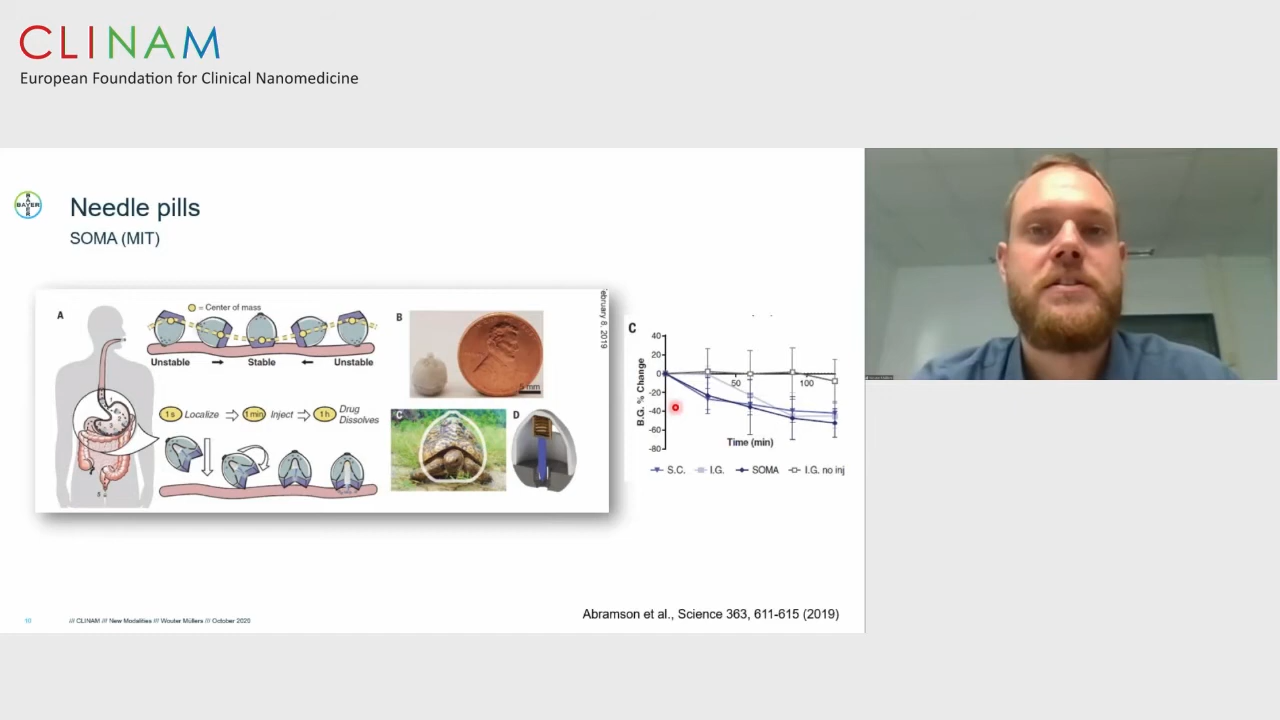 CLINAM
European Foundation for Clinical Nanomedicine
BAYER
Needle pills
SOMA (MIT)
A
= Center of mass
Unstable
Stable
Unstable
1 s
Localize
1 min
Inject
1 h
Drug
Dissolves
B
5 mm
C
D
ebruary 8, 2019
C
B.G. % Change
40
20
0
-20
-40
-60
-80
50
100
Time (min)
S.C.
I.G.
SOMA
I.G. no inj
Abramson et al., Science 363, 611-615 (2019)
/// CLINAM /// New Modalities /// Wouter Müllers /// October 2020